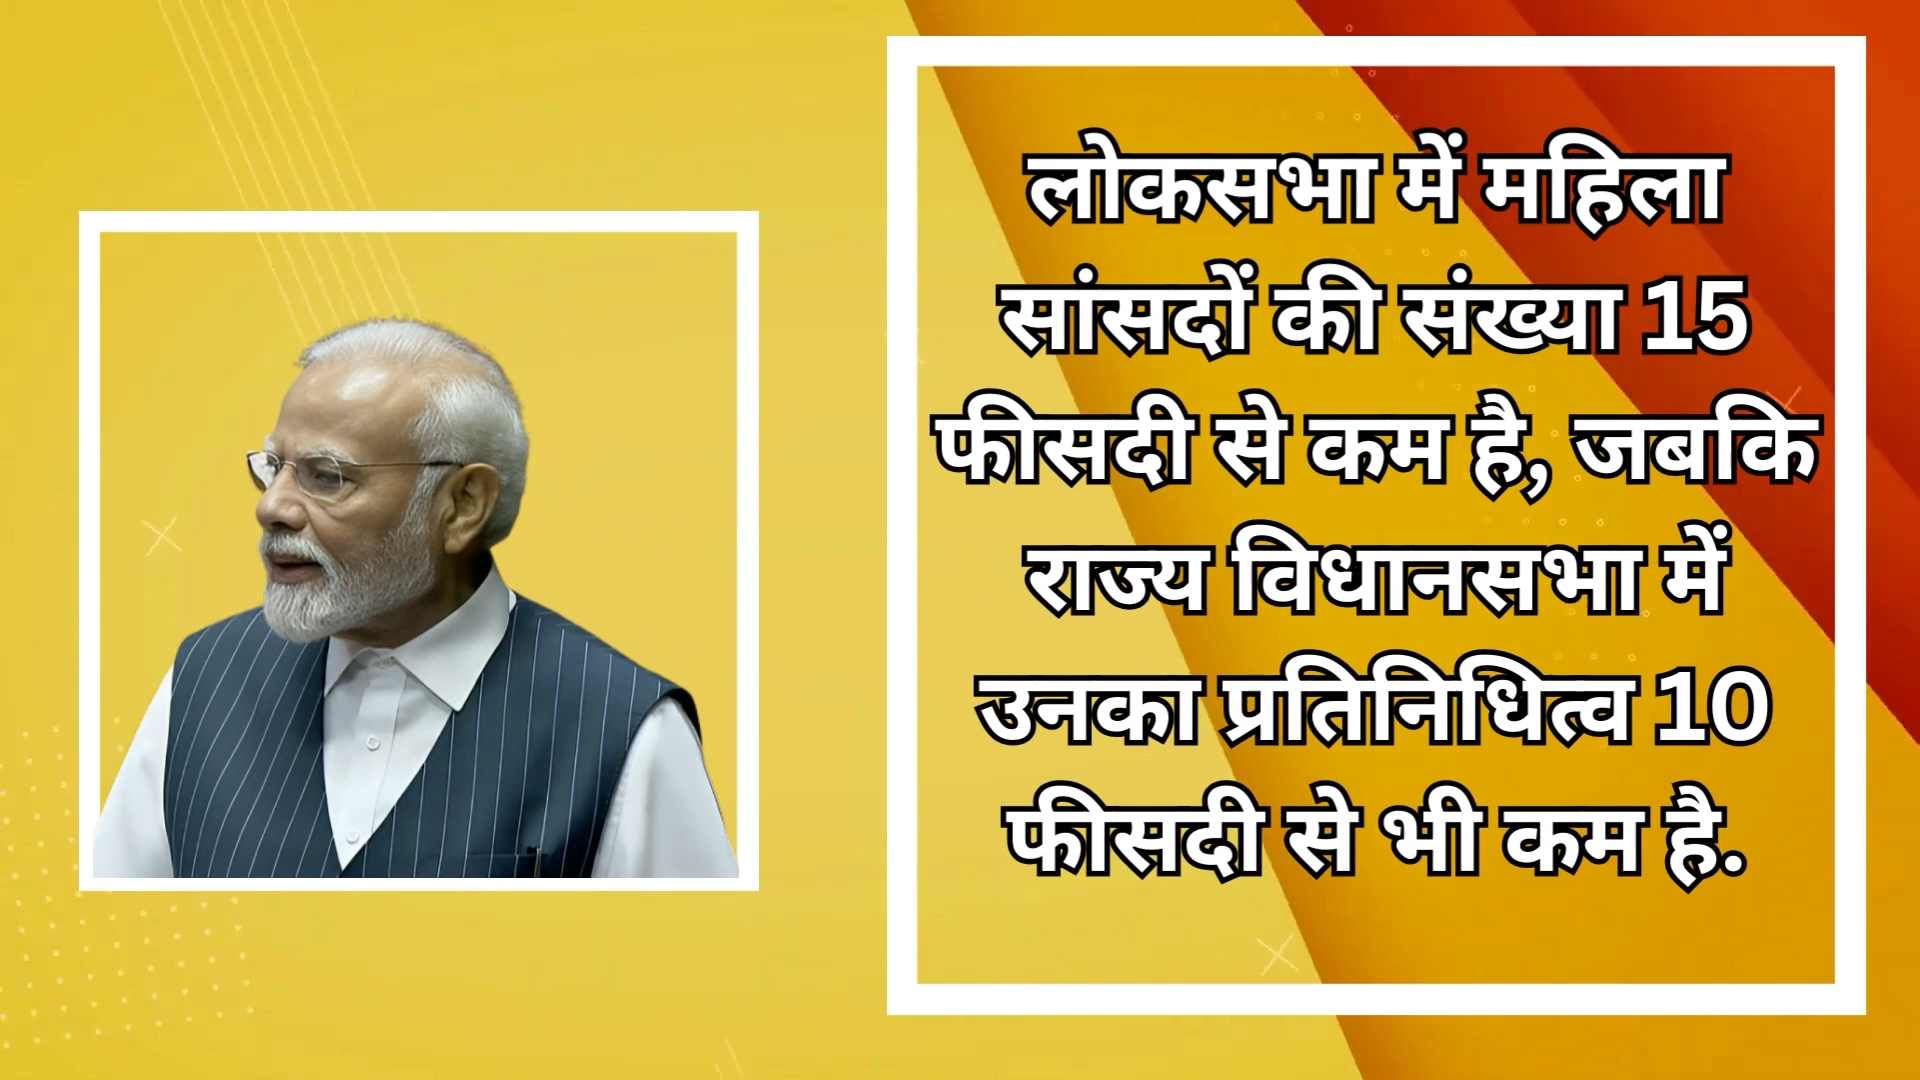 लोकसभा में महिला
सांसदों की संख्या 15
फीसदी से कम है, जबकि
राज्य विधानसभा में
उनका प्रतिनिधित्व 10
फीसदी से भी कम है.